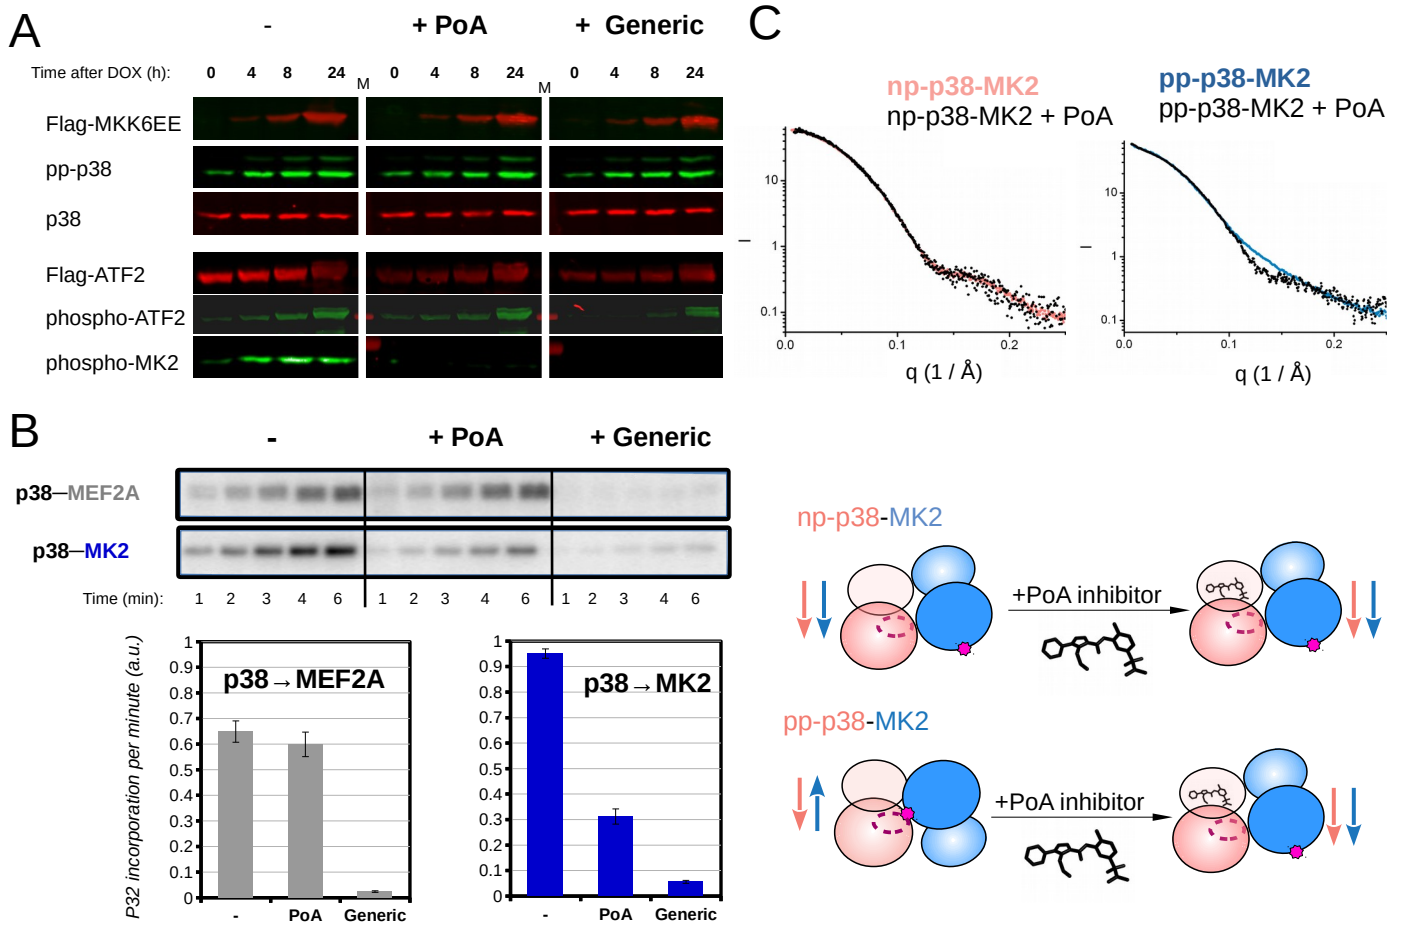 A
- + PoA + Generic
Time after DOX (h): 0 4 8 24 M 0 4 8 24 M 0 4 8 24
Flag-MKK6EE
pp-p38
p38
Flag-ATF2
phospho-ATF2
phospho-MK2
B
- + PoA + Generic
p38—MEF2A
p38—MK2
Time (min): 1 2 3 4 6 1 2 3 4 6 1 2 3 4 6
P32 incorporation per minute (a.u.)
p38→MEF2A
1
0.9
0.8
0.7
0.6
0.5
0.4
0.3
0.2
0.1
0
- PoA Generic
p38→MK2
1
0.9
0.8
0.7
0.6
0.5
0.4
0.3
0.2
0.1
0
- PoA Generic
C
np-p38-MK2
np-p38-MK2 + PoA
I
10
1
0.1
0.0 0.1 0.2
q (1 / Å)
pp-p38-MK2
pp-p38-MK2 + PoA
I
10
1
0.1
0.0 0.1 0.2
q (1 / Å)
np-p38-MK2
+PoA inhibitor
pp-p38-MK2
+PoA inhibitor